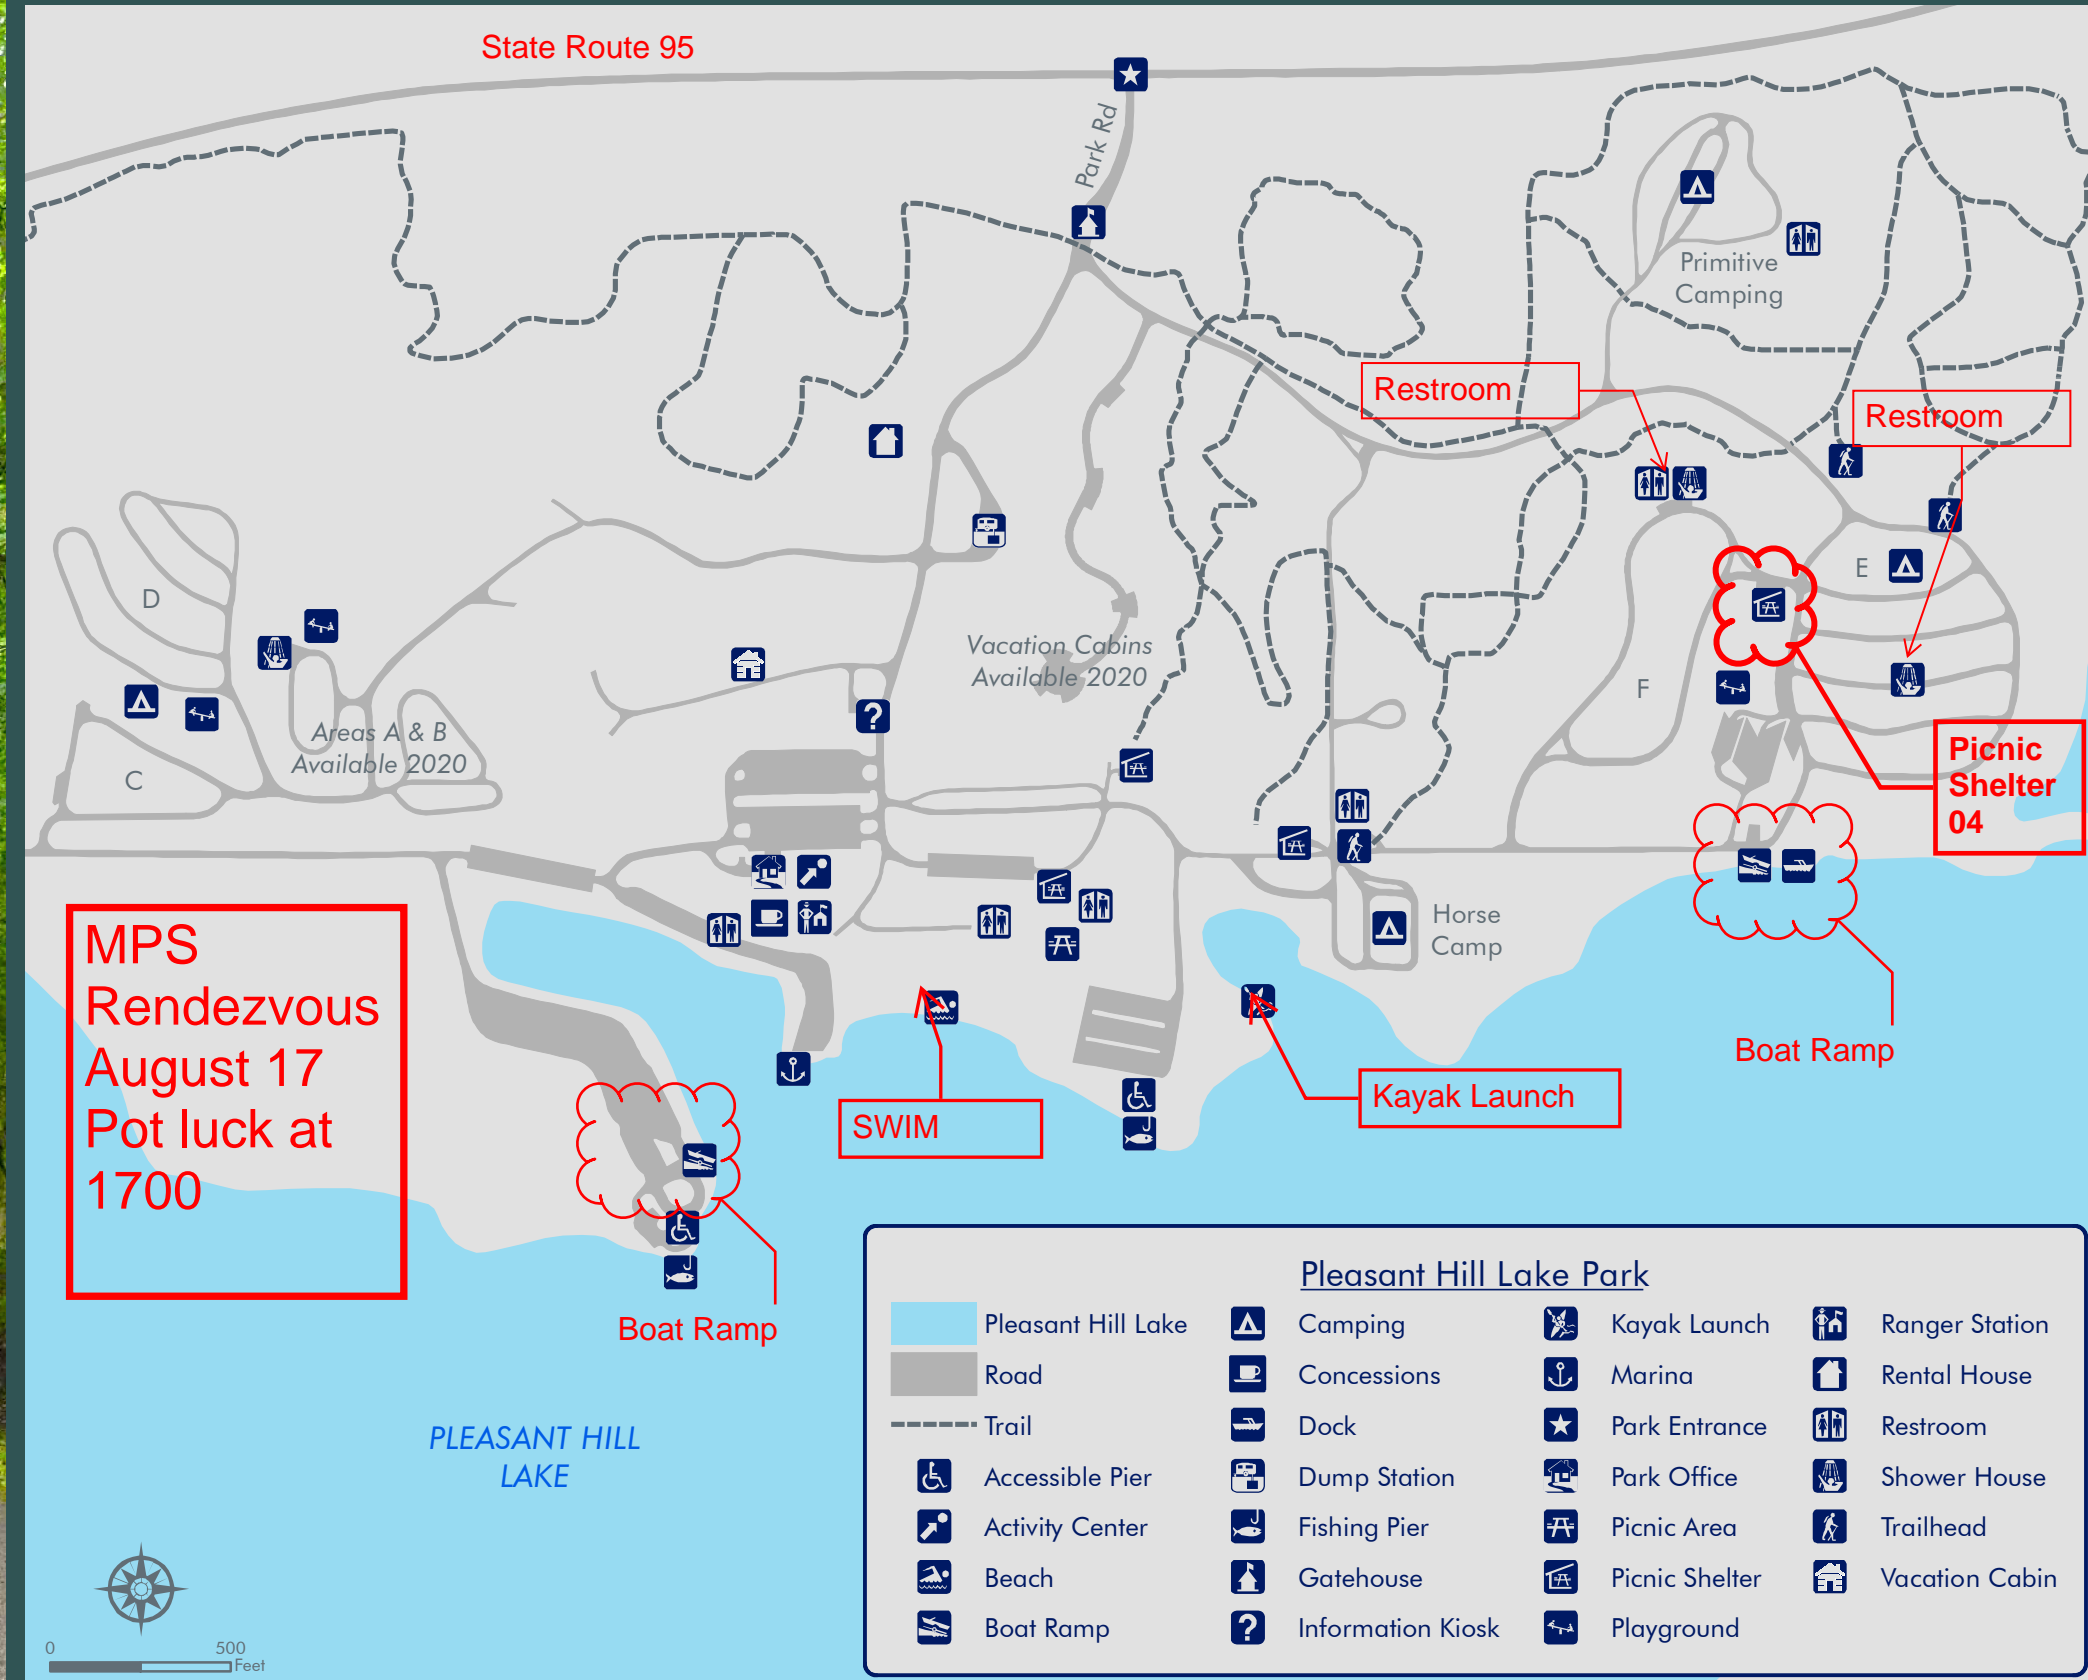 State Route 95
Park Rd
Primitive
Camping
Restroom
Restroom
D
E
Vacation Cabins
Available 2020
F
Areas A & B
Available 2020
C
Picnic
Shelter
04
MPS
Rendezvous
August 17
Pot luck at
1700
Horse
Camp
Boat Ramp
Kayak Launch
SWIM
Boat Ramp
PLEASANT HILL
LAKE
0 500
Feet
Pleasant Hill Lake Park
Pleasant Hill Lake
Road
Trail
Accessible Pier
Activity Center
Beach
Boat Ramp
Camping
Concessions
Dock
Dump Station
Fishing Pier
Gatehouse
? Information Kiosk
Kayak Launch
Marina
Park Entrance
Park Office
Picnic Area
Picnic Shelter
Playground
Ranger Station
Rental House
Restroom
Shower House
Trailhead
Vacation Cabin